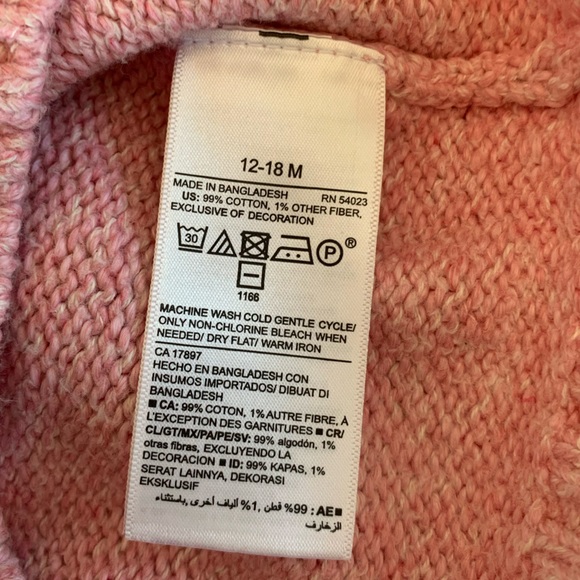 12-18 M
MADE IN BANGLADESH RN 54023
US: 99% COTTON, 1% OTHER FIBER,
EXCLUSIVE OF DECORATION
30 P ®
1166
MACHINE WASH COLD GENTLE CYCLE/
ONLY NON-CHLORINE BLEACH WHEN
NEEDED/ DRY FLAT/ WARM IRON
CA 17897
HECHO EN BANGLADESH CON
INSUMOS IMPORTADOS/ DIBUAT DI
BANGLADESH
■ CA: 99% COTON, 1% AUTRE FIBRE, À
L'EXCEPTION DES GARNITURES ■ CR/
CL/GT/MX/PA/PE/SV: 99% algodón, 1%
otras fibras, EXCLUYENDO LA
DECORACION ■ ID: 99% KAPAS, 1%
SERAT LAINNYA, DEKORASI
EKSKLUSIF
■ AE: 99% قطن ,1% ألياف أخرى ,باستثناء
الزخارف